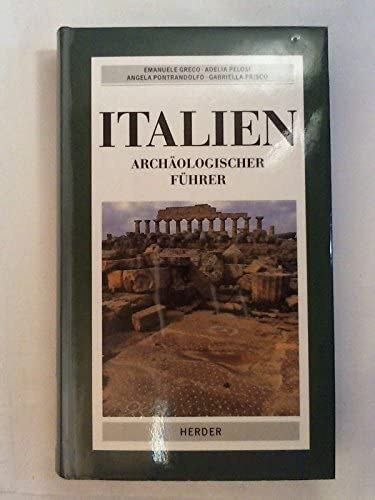 EMANUELE GRECO · ADELIA PELOSI
ANGELA PONTRANDOLFO · GABRIELLA PRISCO
ITALIEN
ARCHÄOLOGISCHER
FÜHRER
HERDER